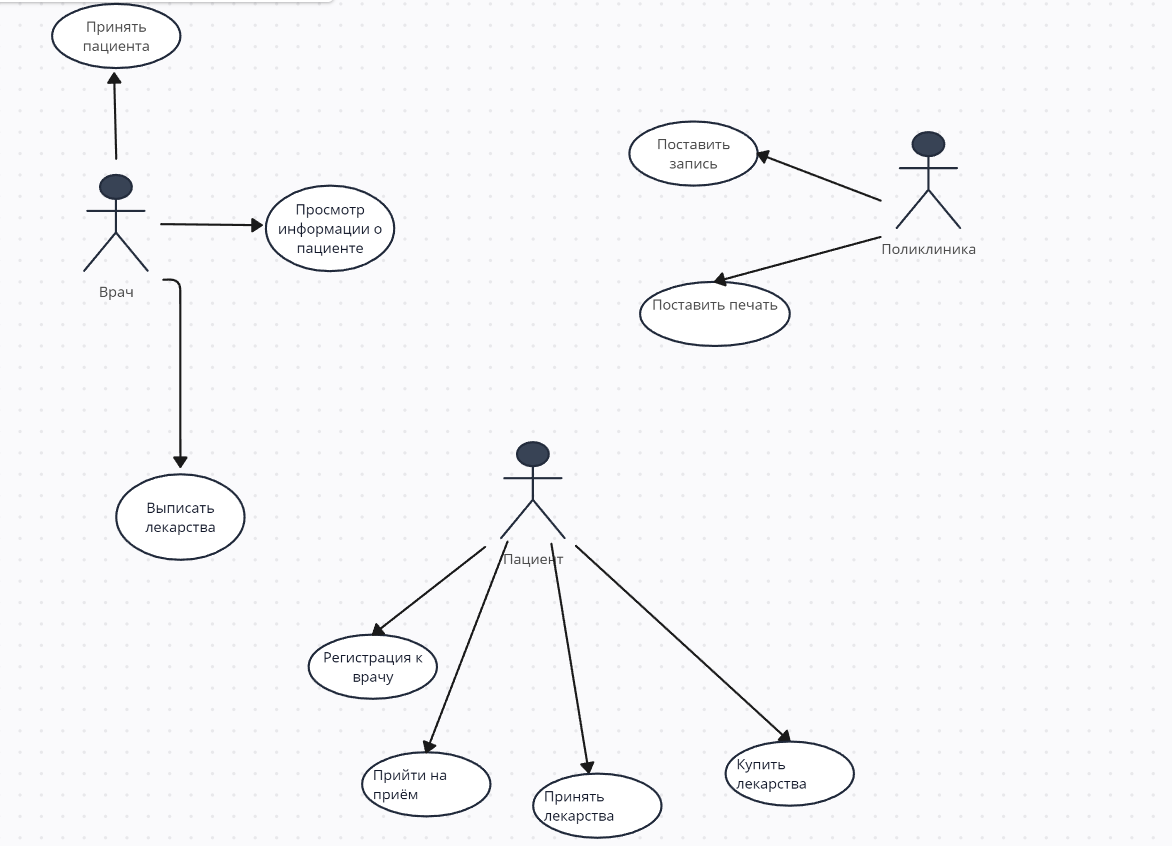 Принять
пациента
Поставить
запись
Просмотр
информации о
пациенте
Поликлиника
Врач
Поставить печать
Выписать
лекарства
Пациент
Регистрация к
врачу
Прийти на
приём
Принять
лекарства
Купить
лекарства